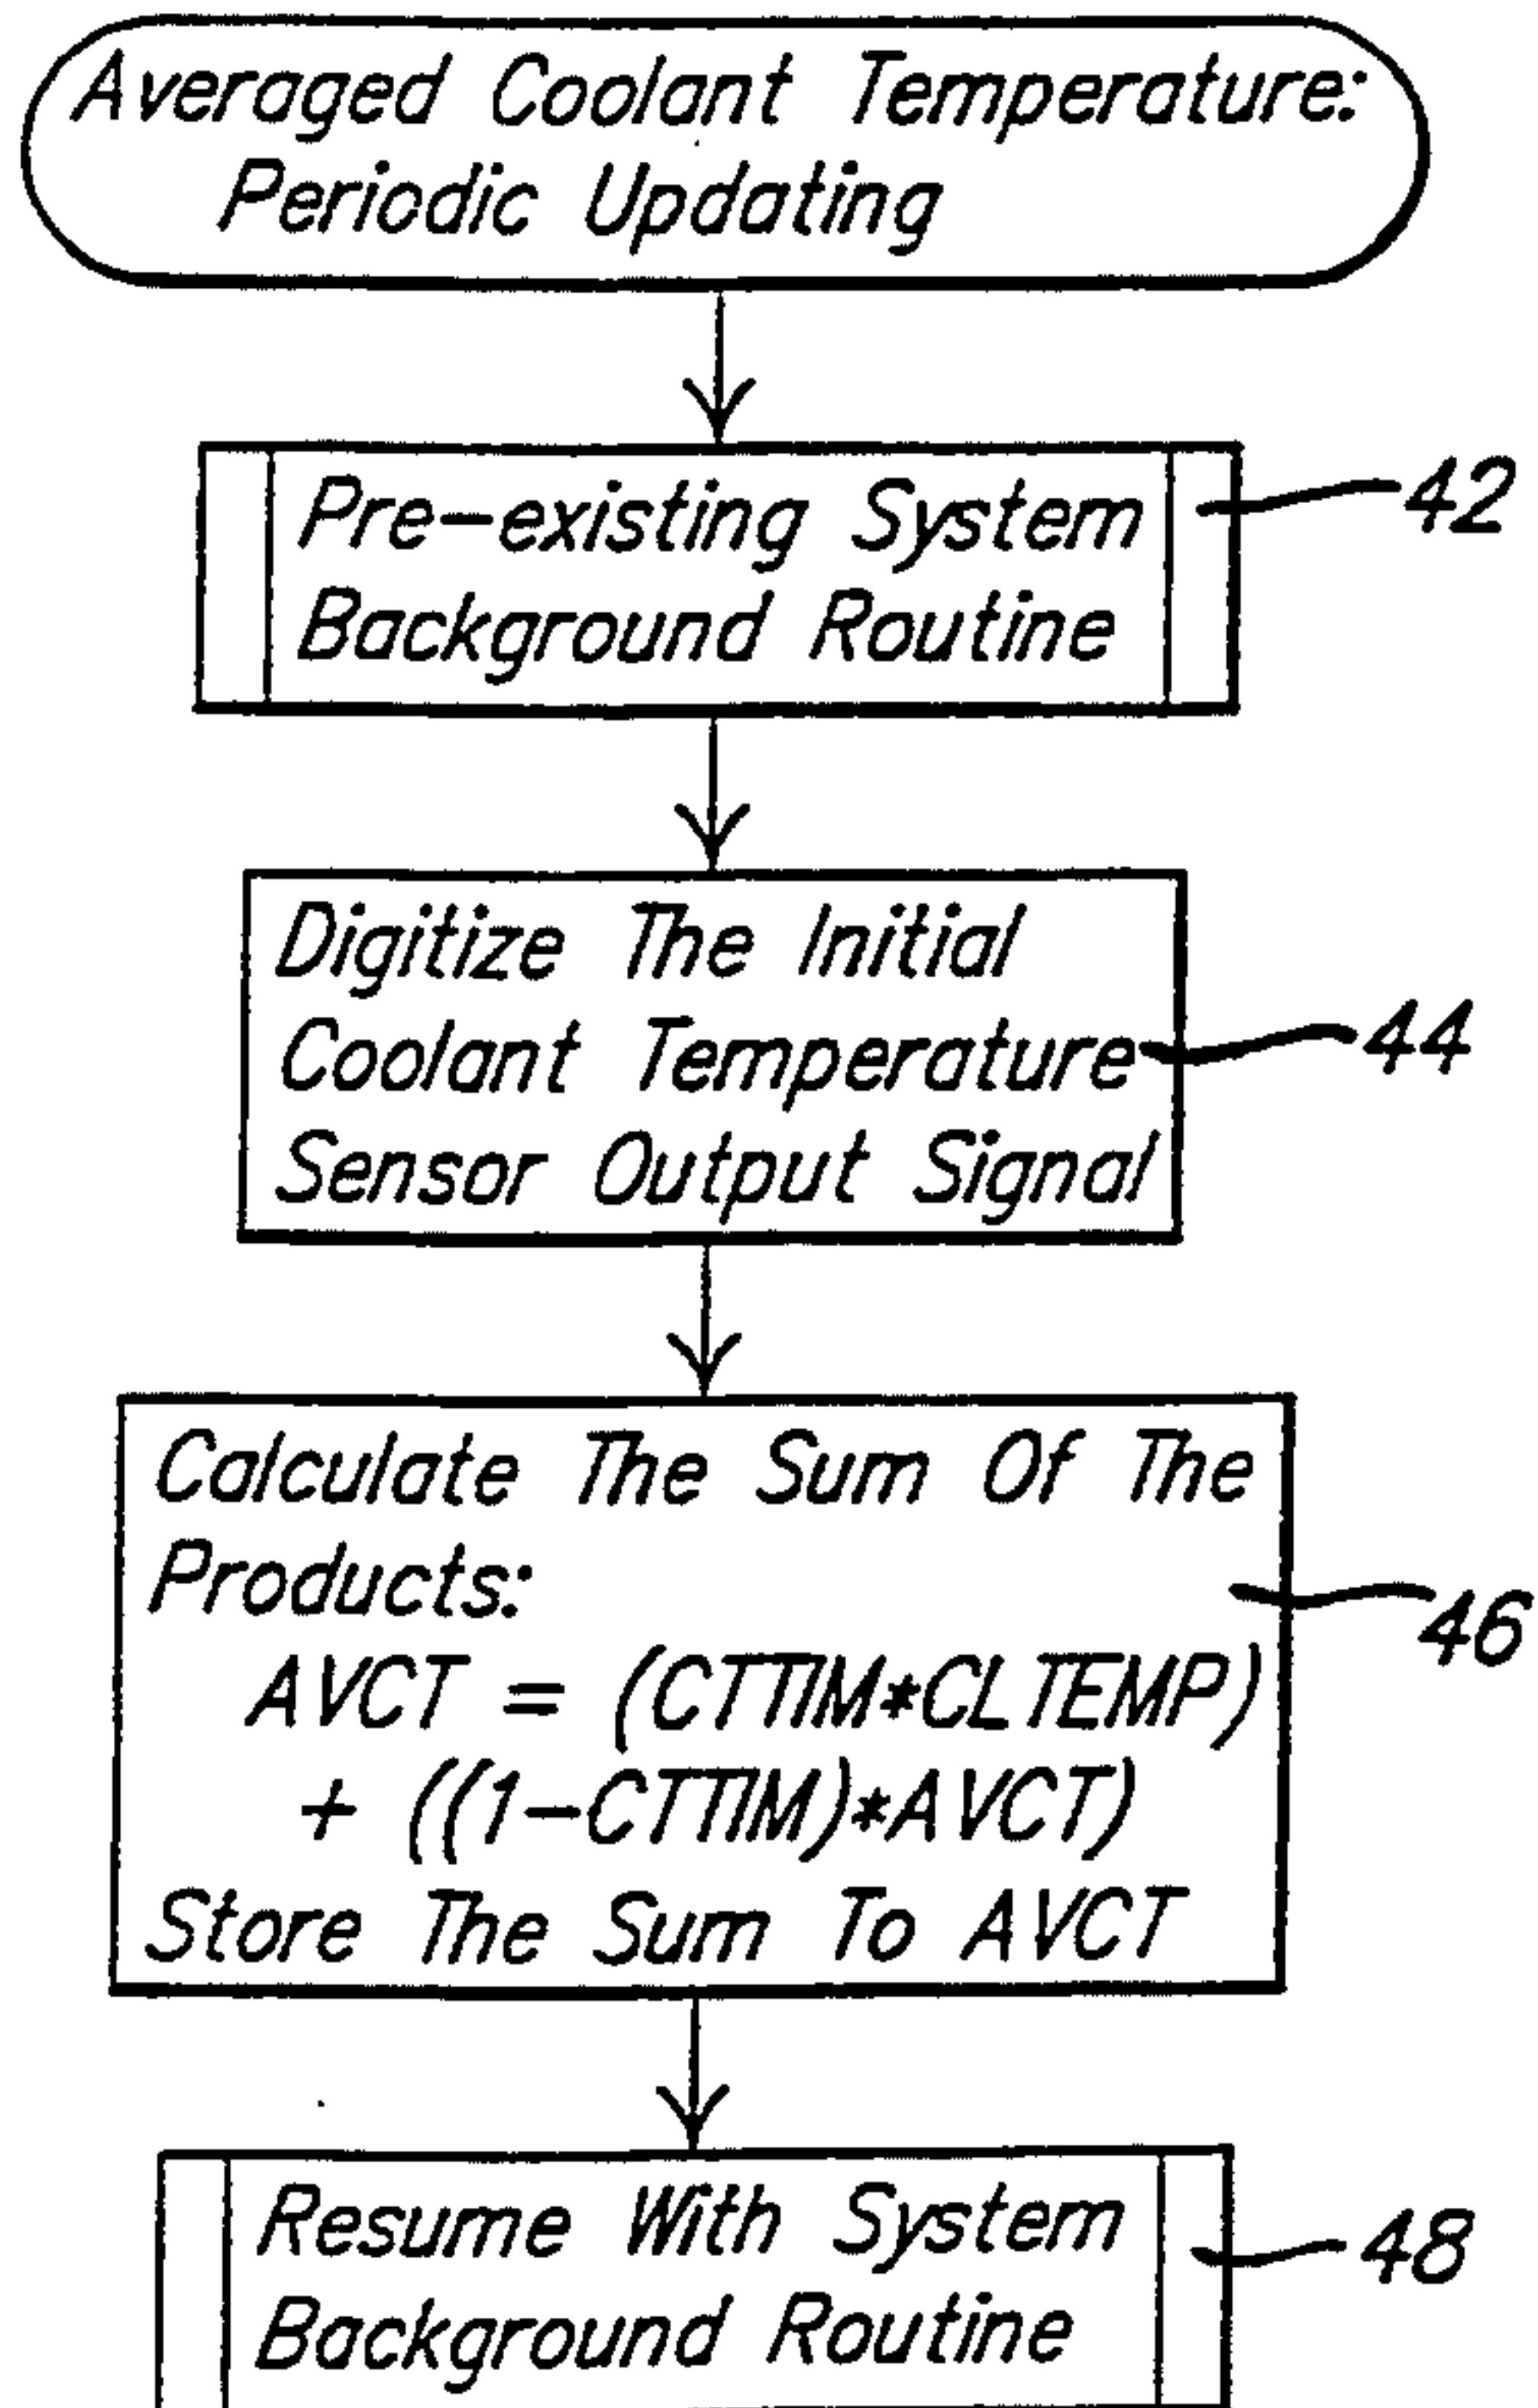 Averaged Coolant Temperature:
Periodic Updating
Pre-existing System
Background Routine
42
Digitize The Initial
Coolant Temperature
Sensor Output Signal
44
Calculate The Sum Of The
Products:
AVCT = (CTTIM*CLTEMP)
+ ((1-CTTIM)*AVCT)
Store The Sum To AVCT
46
Resume With System
Background Routine
48